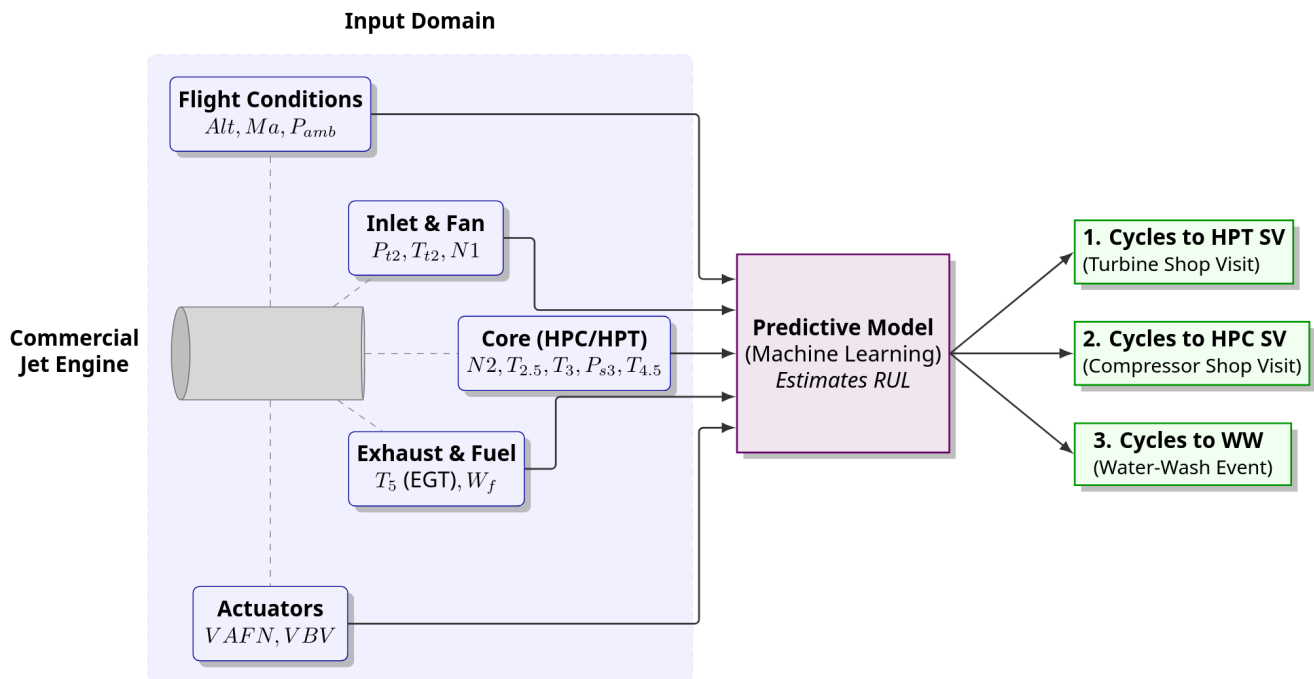 Input Domain
Flight Conditions
Alt, Ma, P_amb
Inlet & Fan
P_t2, T_t2, N1
Commercial
Jet Engine
Core (HPC/HPT)
N2, T_2.5, T_3, P_s3, T_4.5
Exhaust & Fuel
T_5 (EGT), W_f
Actuators
VAFN, VBV
Predictive Model
(Machine Learning)
Estimates RUL
1. Cycles to HPT SV
(Turbine Shop Visit)
2. Cycles to HPC SV
(Compressor Shop Visit)
3. Cycles to WW
(Water-Wash Event)